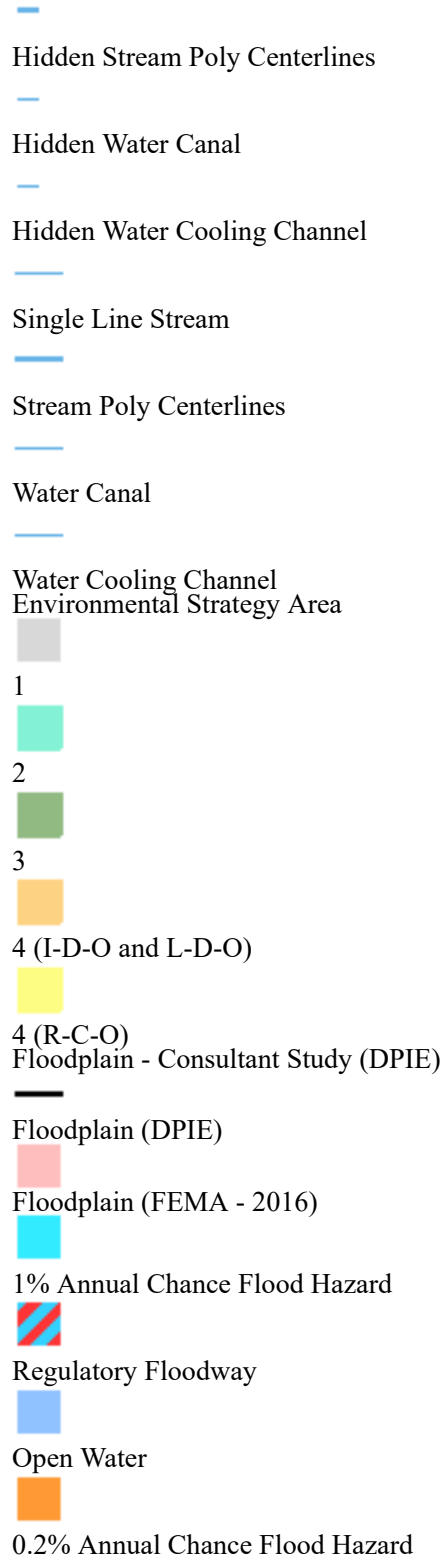 Hidden Stream Poly Centerlines
Hidden Water Canal
Hidden Water Cooling Channel
Single Line Stream
Stream Poly Centerlines
Water Canal
Water Cooling Channel
Environmental Strategy Area
1
2
3
4 (I-D-O and L-D-O)
4 (R-C-O)
Floodplain - Consultant Study (DPIE)
Floodplain (DPIE)
Floodplain (FEMA - 2016)
1% Annual Chance Flood Hazard
Regulatory Floodway
Open Water
0.2% Annual Chance Flood Hazard